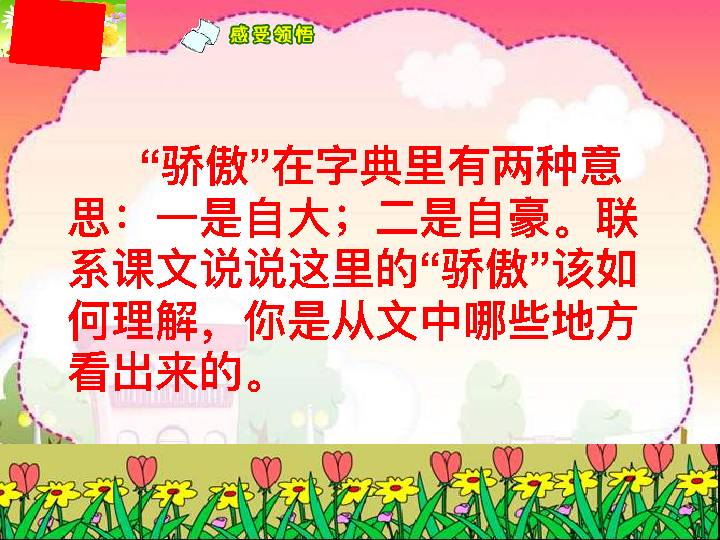 感受领悟
“骄傲”在字典里有两种意
思：一是自大；二是自豪。联
系课文说说这里的“骄傲”该如
何理解，你是从文中哪些地方
看出来的。